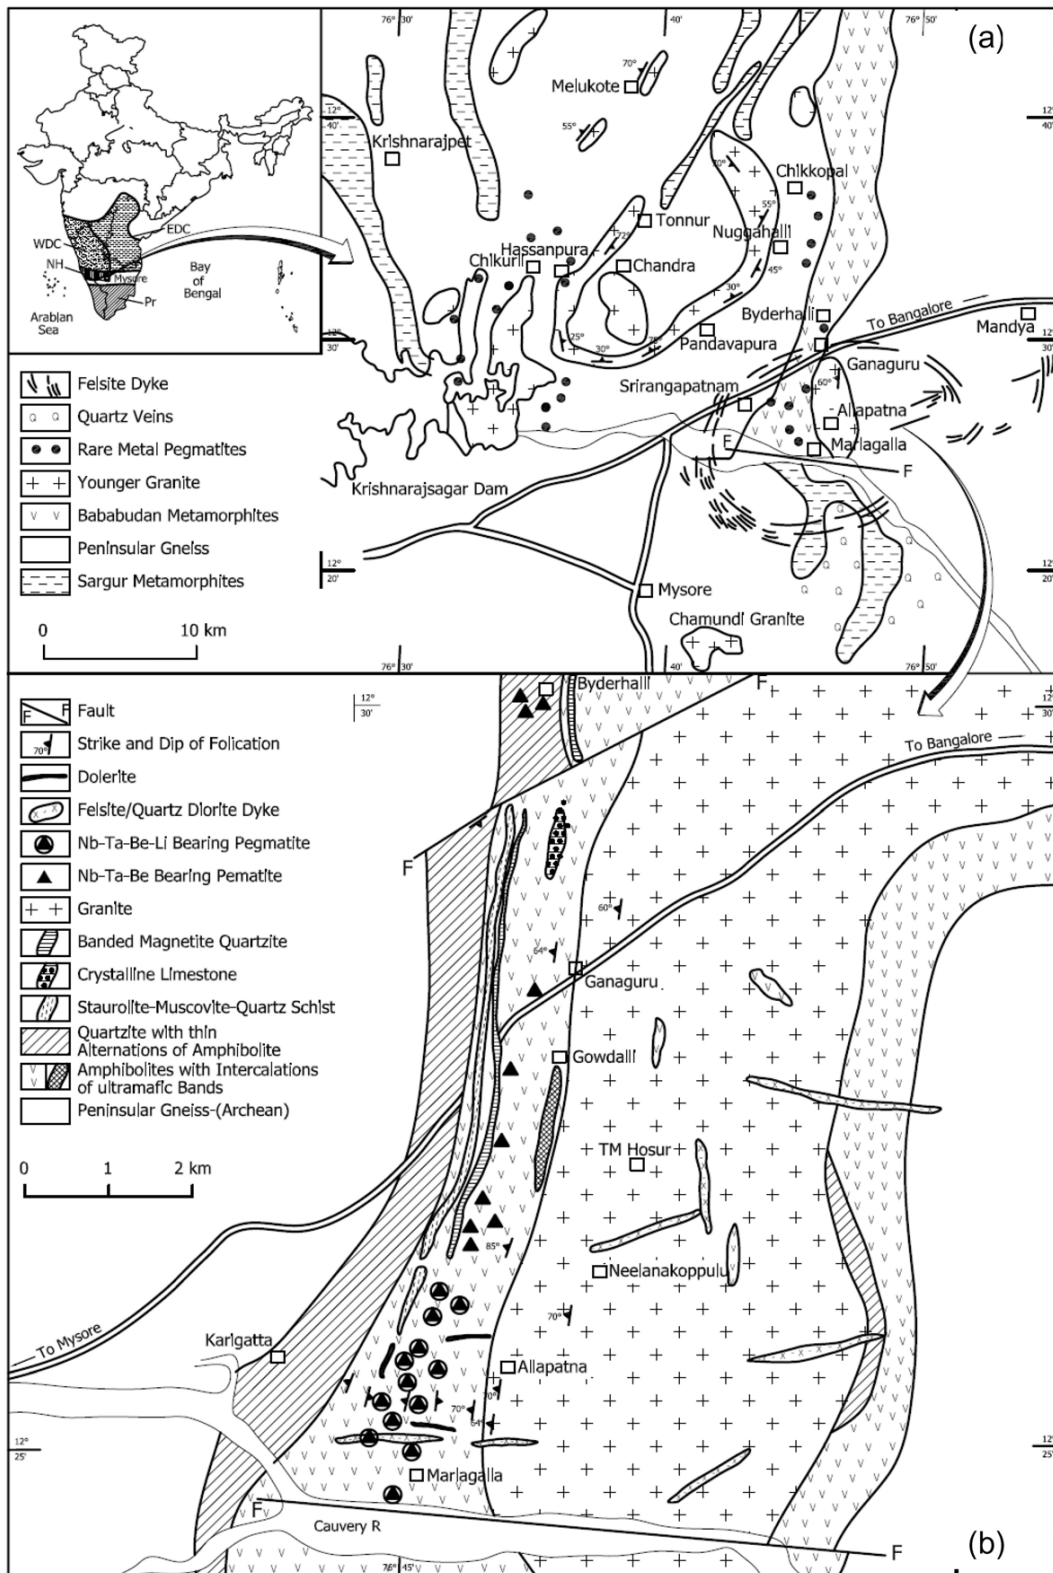 (a)
76° 30'
40'
76° 50'
12° 40'
12° 40'
70°
Melukote
55°
Krishnarajpet
70°
Chikkopal
55°
Tonnur
Nuggahalli
72°
Hassanpura
Chikurli
Chandra
45°
30°
Byderhalli
To Bangalore
Mandya
12° 30'
12° 30'
25°
30°
Pandavapura
Ganaguru
Srirangapatnam
60°
Allapatna
F
Marlagalla
F
Krishnarajsagar Dam
12° 20'
12° 20'
Mysore
Chamundi Granite
76° 30'
40'
76° 50'
WDC
EDC
NH
Mysore
Bay
of
Bengal
Pr
Arabian
Sea
Felsite Dyke
Quartz Veins
Rare Metal Pegmatites
Younger Granite
Bababudan Metamorphites
Peninsular Gneiss
Sargur Metamorphites
0 10 km
F F Fault
70° Strike and Dip of Folication
Dolerite
Felsite/Quartz Diorite Dyke
Nb-Ta-Be-Li Bearing Pegmatite
Nb-Ta-Be Bearing Pematite
Granite
Banded Magnetite Quartzite
Crystalline Limestone
Staurolite-Muscovite-Quartz Schist
Quartzite with thin
Alternations of Amphibolite
Amphibolites with Intercalations
of ultramafic Bands
Peninsular Gneiss-(Archean)
0 1 2 km
12° 30'
Byderhalli
F
12° 30'
To Bangalore
F
60°
64°
Ganaguru
Gowdalli
TM Hosur
85°
Neelanakoppulu
70°
To Mysore
Karigatta
Allapatna
70°
70°
64°
12° 25'
12° 25'
Marlagalla
F
Cauvery R
F
76° 45'
(b)